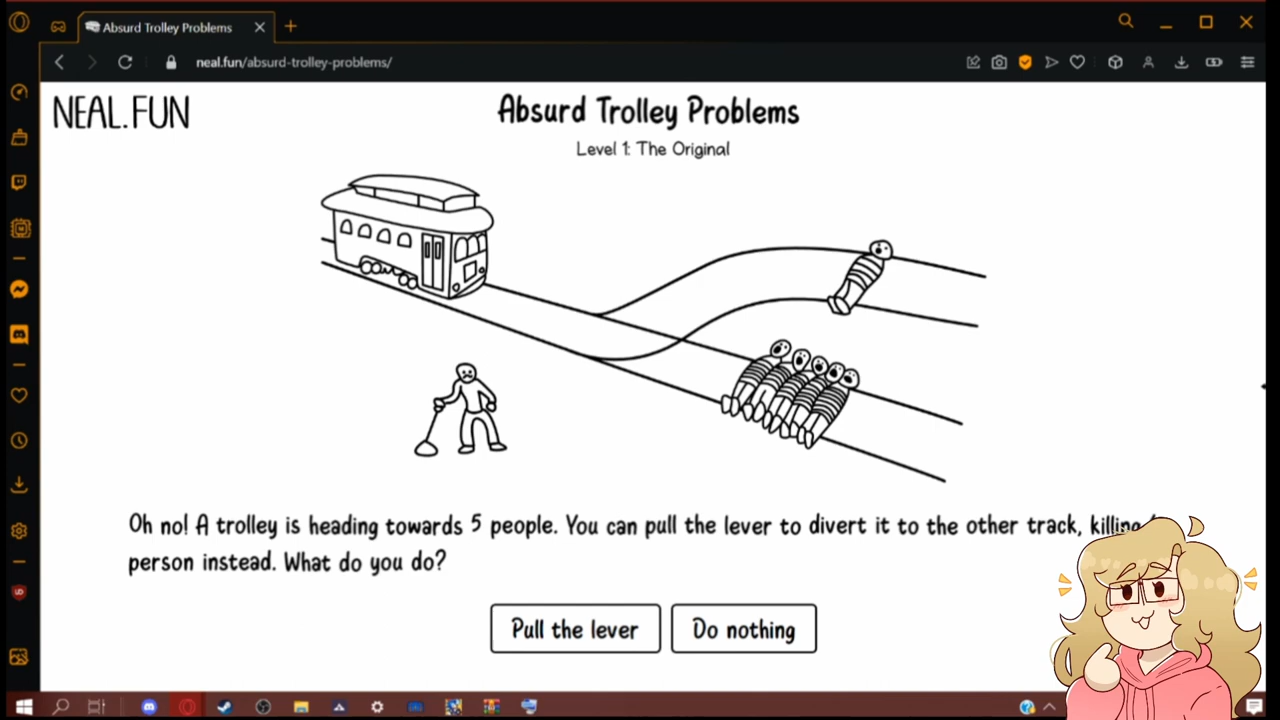 Absurd Trolley Problems
neal.fun/absurd-trolley-problems/
NEAL.FUN
Absurd Trolley Problems
Level 1: The Original
Oh no! A trolley is heading towards 5 people. You can pull the lever to divert it to the other track, killing
person instead. What do you do?
Pull the lever
Do nothing